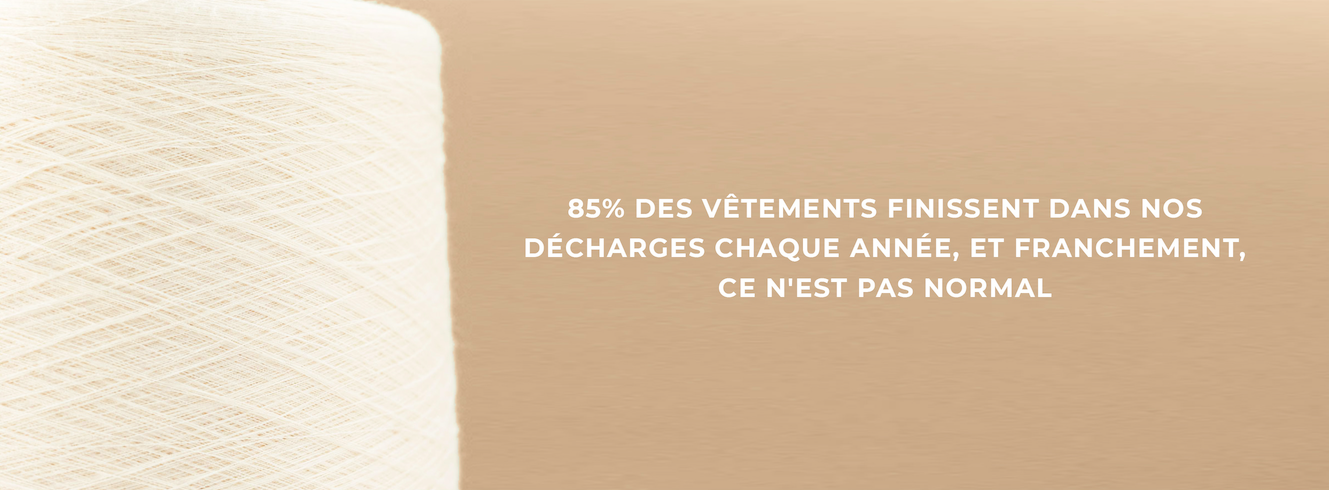 85% DES VÊTEMENTS FINISSENT DANS NOS
DÉCHARGES CHAQUE ANNÉE, ET FRANCHEMENT,
CE N'EST PAS NORMAL